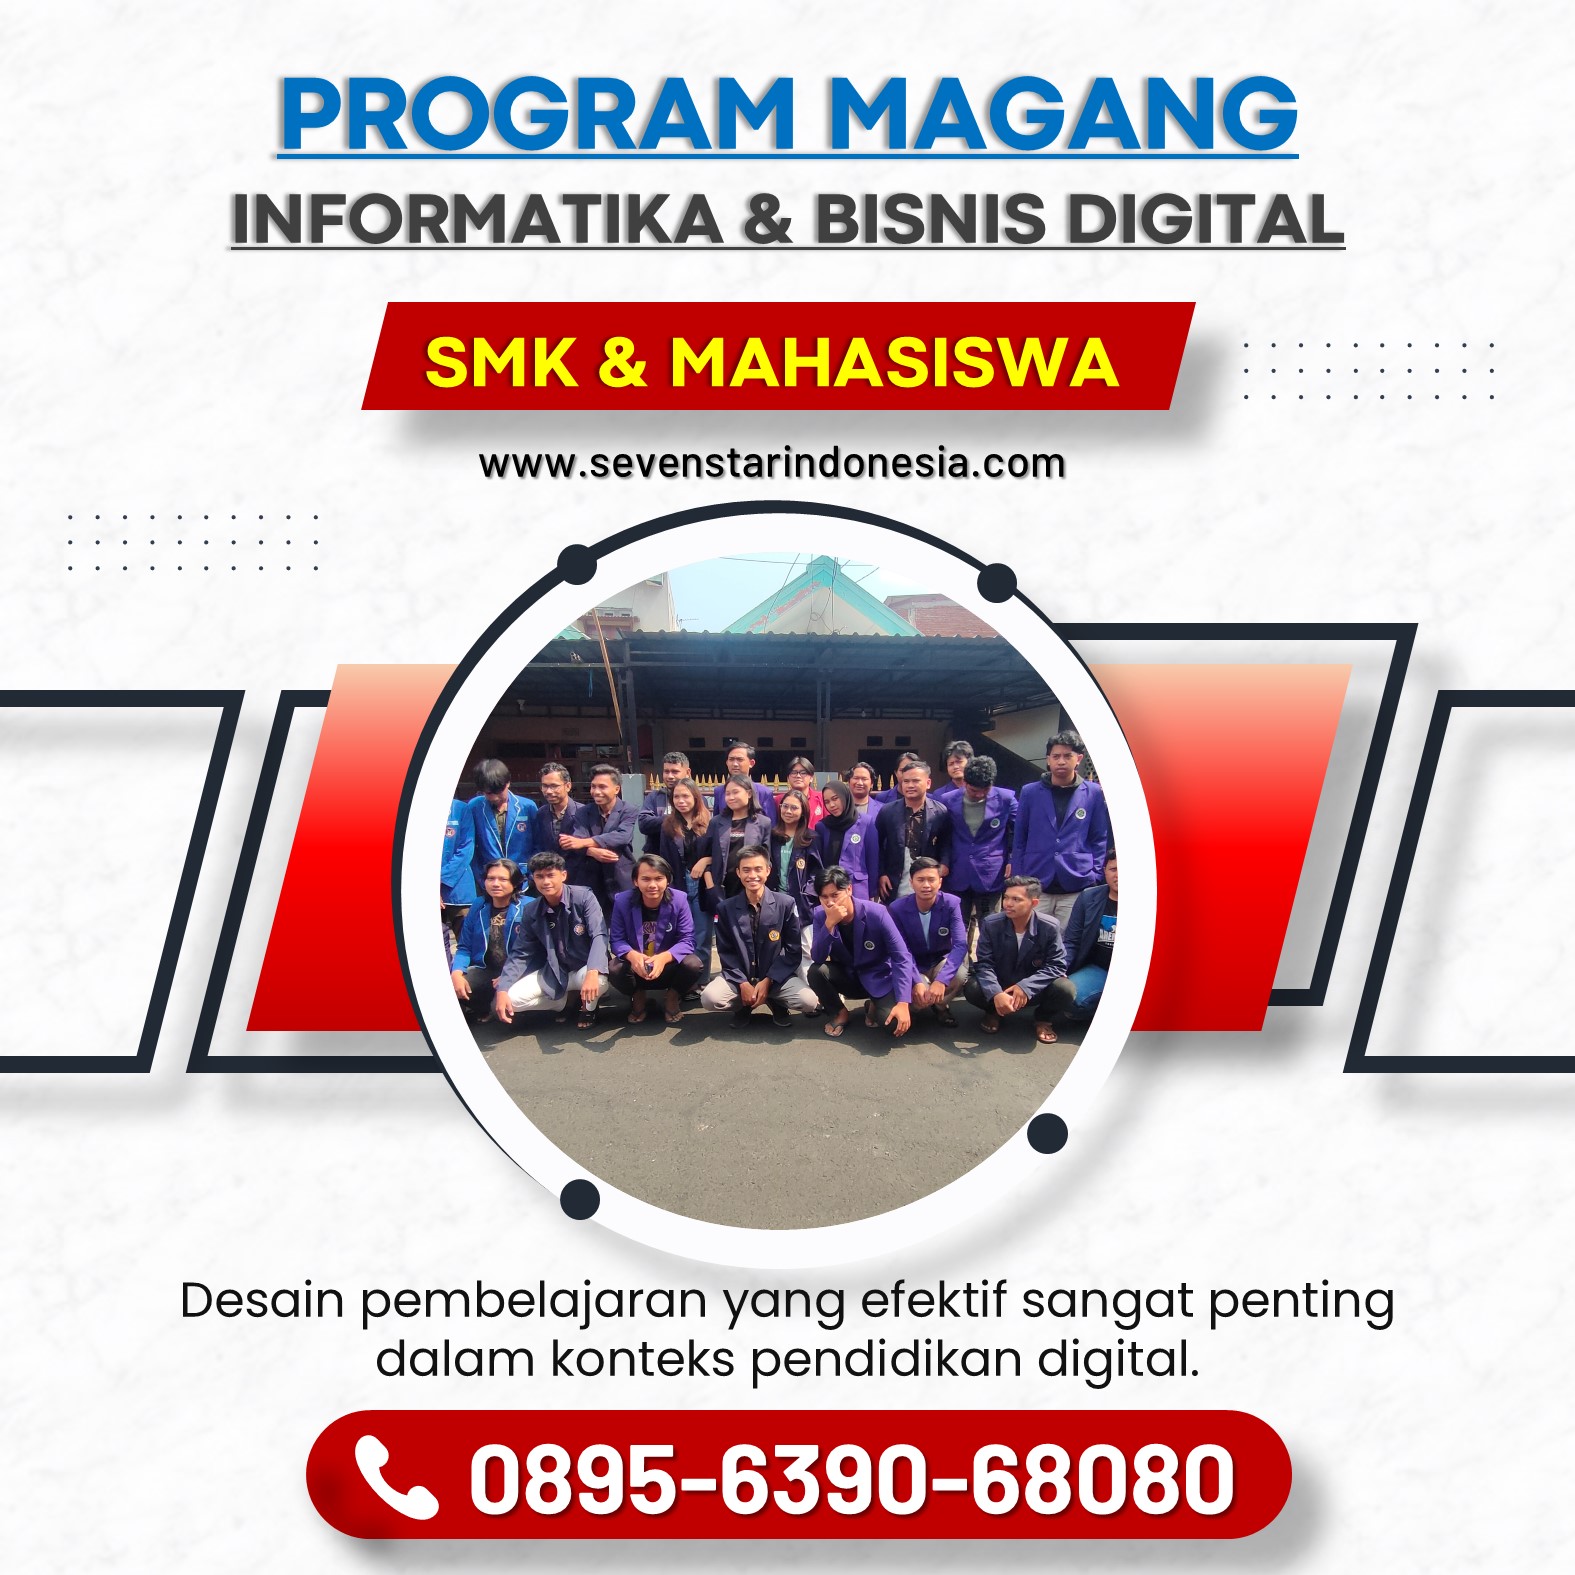 PROGRAM MAGANG
INFORMATIKA & BISNIS DIGITAL
SMK & MAHASISWA
www.sevenstarindonesia.com
Desain pembelajaran yang efektif sangat penting
dalam konteks pendidikan digital.
0895-6390-68080